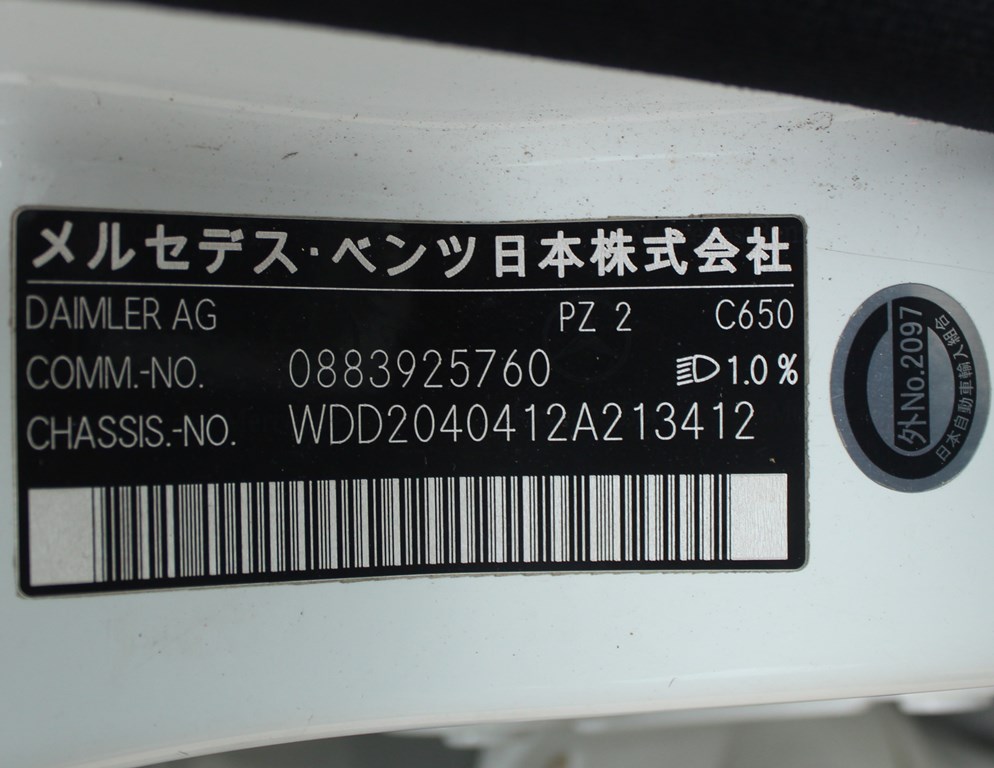 メルセデス・ベンツ日本株式会社
DAIMLER AG PZ 2 C650
COMM.-NO. 0883925760 1.0%
CHASSIS.-NO. WDD2040412A213412
外No.2097
日本自動車輸入組合